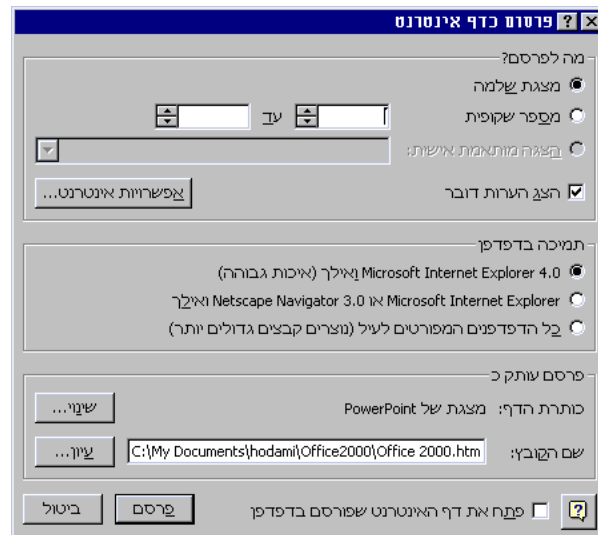 פרסום כדף אינטרנט
מה לפרסם?
מצגת שלמה
מספר שקופית עד
הצגה מותאמת אישית:
הצג הערות דובר אפשרויות אינטרנט...
תמיכה בדפדפן
Microsoft Internet Explorer 4.0 ואילך (איכות גבוהה)
Microsoft Internet Explorer או Netscape Navigator 3.0 ואילך
כל הדפדפנים המפורטים לעיל (נוצרים קבצים גדולים יותר)
פרסם עותק כ
כותרת הדף: מצגת של PowerPoint שינוי...
שם הקובץ: C:\My Documents\hodami\Office2000\Office 2000.htm עיון...
פתח את דף האינטרנט שפורסם בדפדפן פרסם ביטול